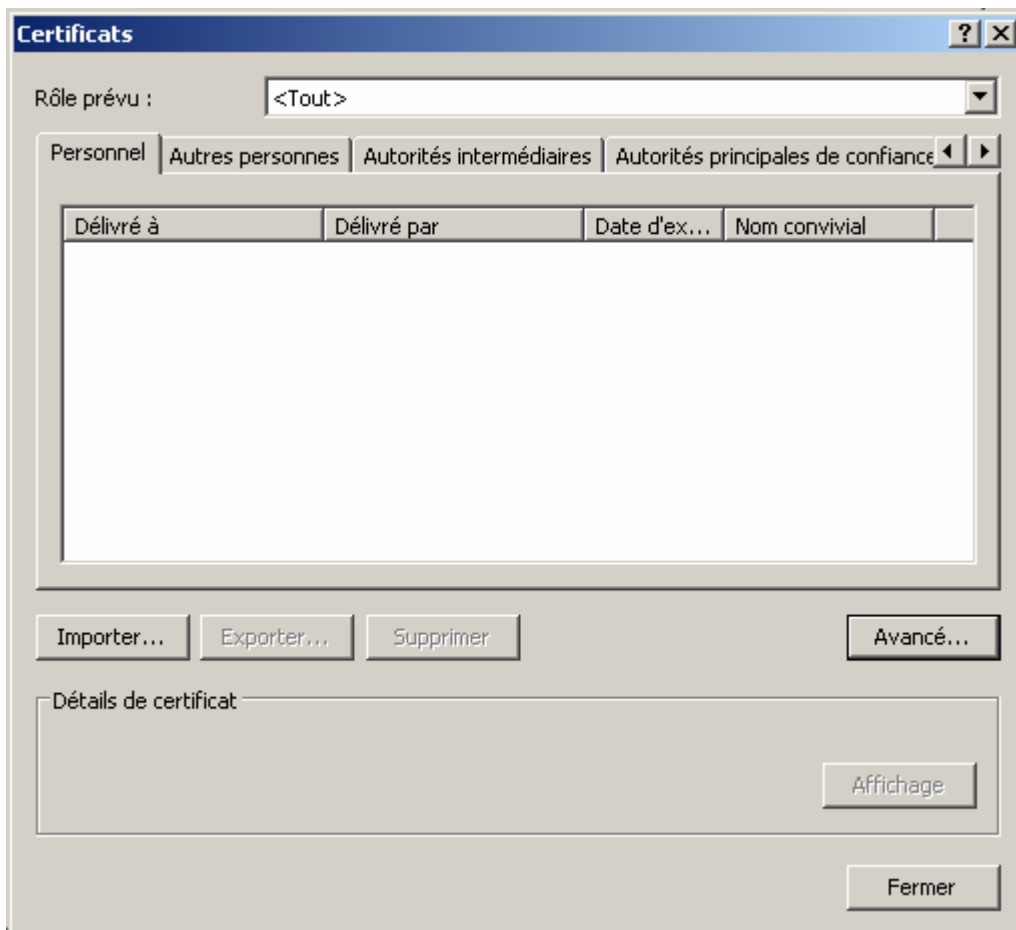 Certificats
Rôle prévu :
<Tout>
Personnel
Autres personnes
Autorités intermédiaires
Autorités principales de confiance
Délivré à
Délivré par
Date d'ex...
Nom convivial
Importer...
Exporter...
Supprimer
Avancé...
Détails de certificat
Affichage
Fermer